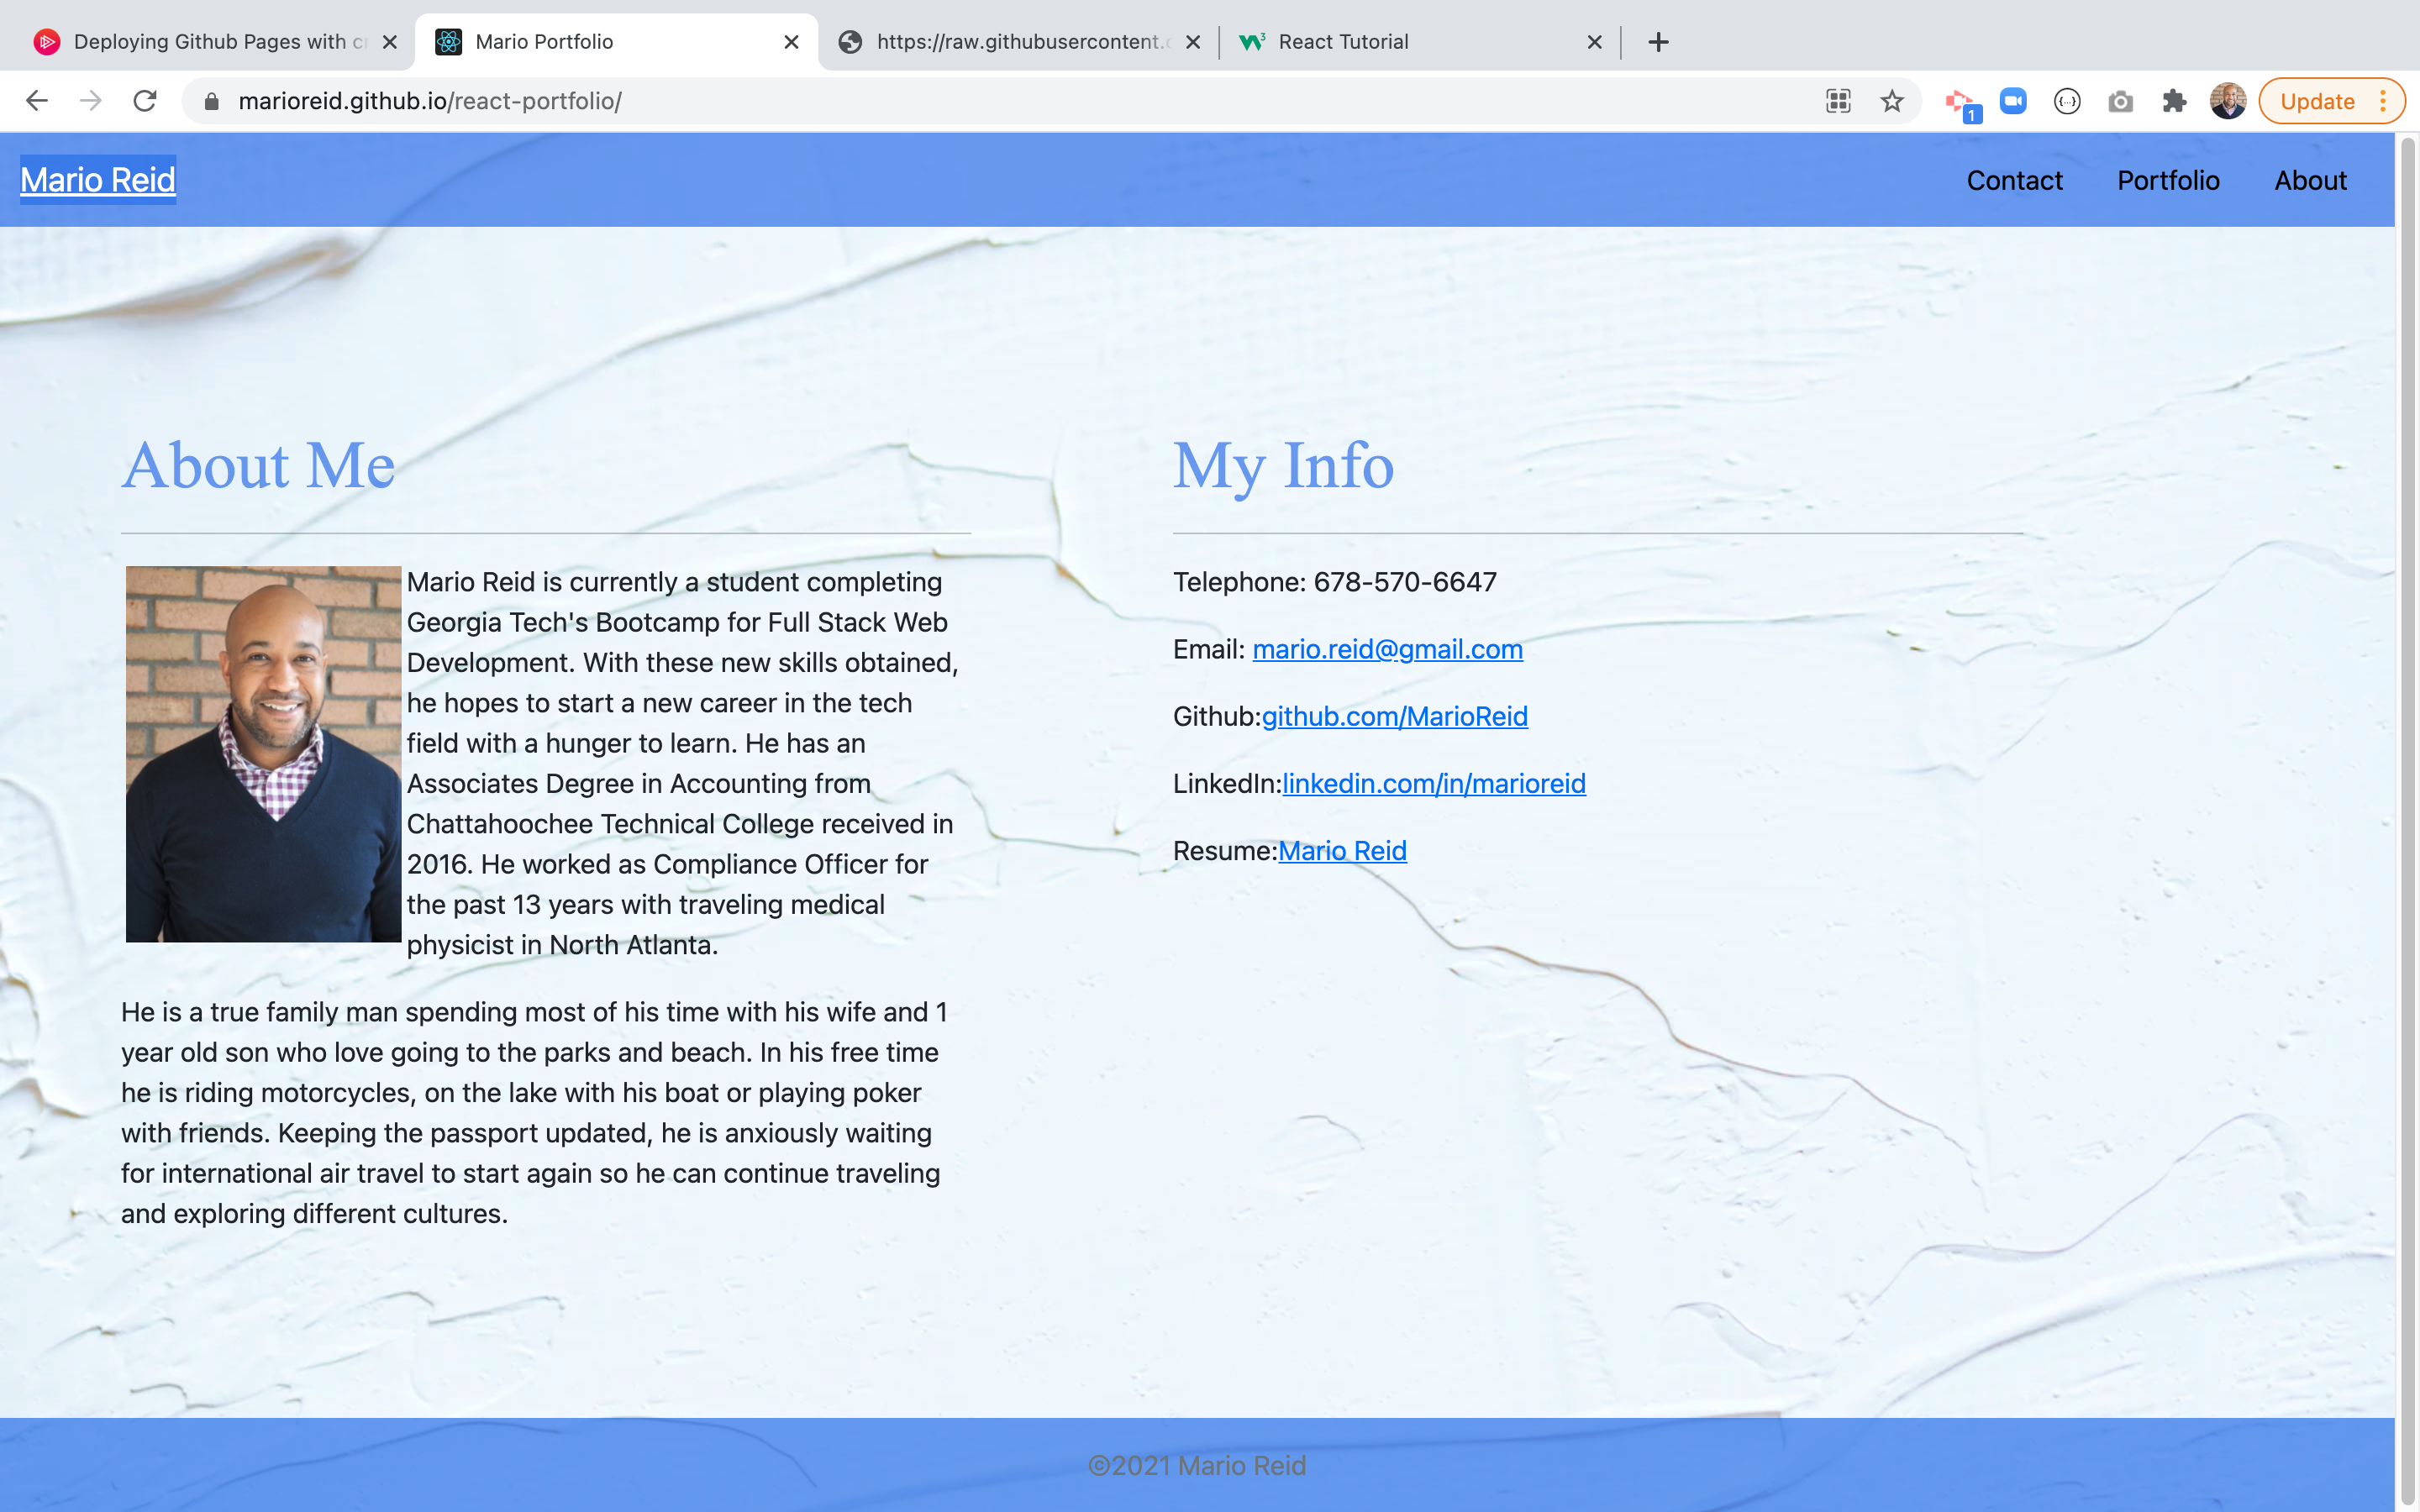 Deploying Github Pages with c
Mario Portfolio
https://raw.githubusercontent.c
React Tutorial
marioreid.github.io/react-portfolio/
1
Update
Mario Reid
Contact
Portfolio
About
About Me
Mario Reid is currently a student completing
Georgia Tech's Bootcamp for Full Stack Web
Development. With these new skills obtained,
he hopes to start a new career in the tech
field with a hunger to learn. He has an
Associates Degree in Accounting from
Chattahoochee Technical College received in
2016. He worked as Compliance Officer for
the past 13 years with traveling medical
physicist in North Atlanta.
He is a true family man spending most of his time with his wife and 1
year old son who love going to the parks and beach. In his free time
he is riding motorcycles, on the lake with his boat or playing poker
with friends. Keeping the passport updated, he is anxiously waiting
for international air travel to start again so he can continue traveling
and exploring different cultures.
My Info
Telephone: 678-570-6647
Email: mario.reid@gmail.com
Github:github.com/MarioReid
LinkedIn:linkedin.com/in/marioreid
Resume:Mario Reid
©2021 Mario Reid